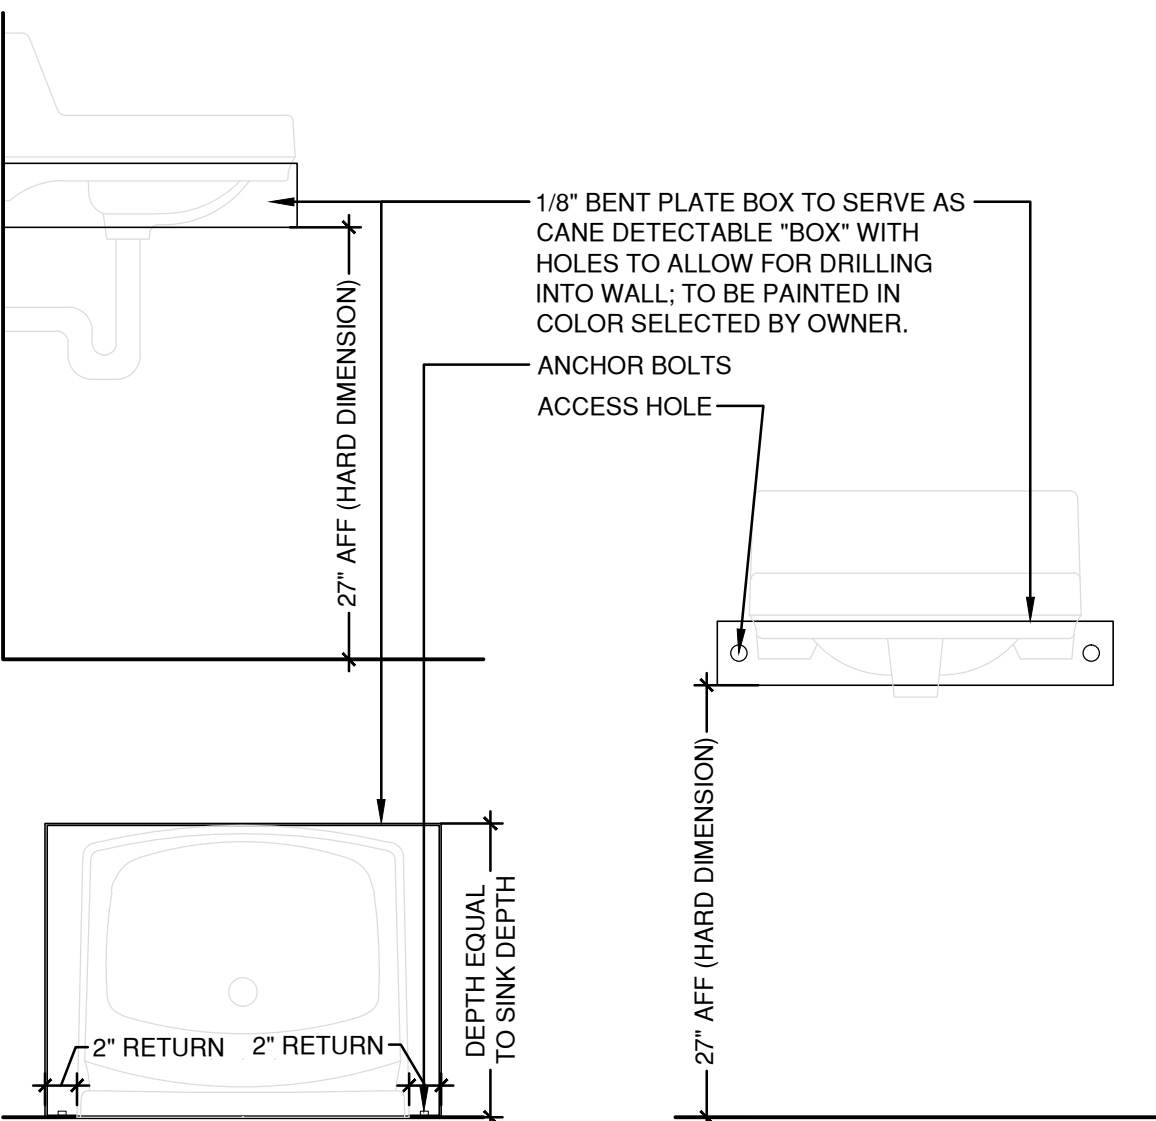 1/8" BENT PLATE BOX TO SERVE AS
CANE DETECTABLE "BOX" WITH
HOLES TO ALLOW FOR DRILLING
INTO WALL; TO BE PAINTED IN
COLOR SELECTED BY OWNER.
ANCHOR BOLTS
ACCESS HOLE
27" AFF (HARD DIMENSION)
27" AFF (HARD DIMENSION)
DEPTH EQUAL
TO SINK DEPTH
2" RETURN
2" RETURN